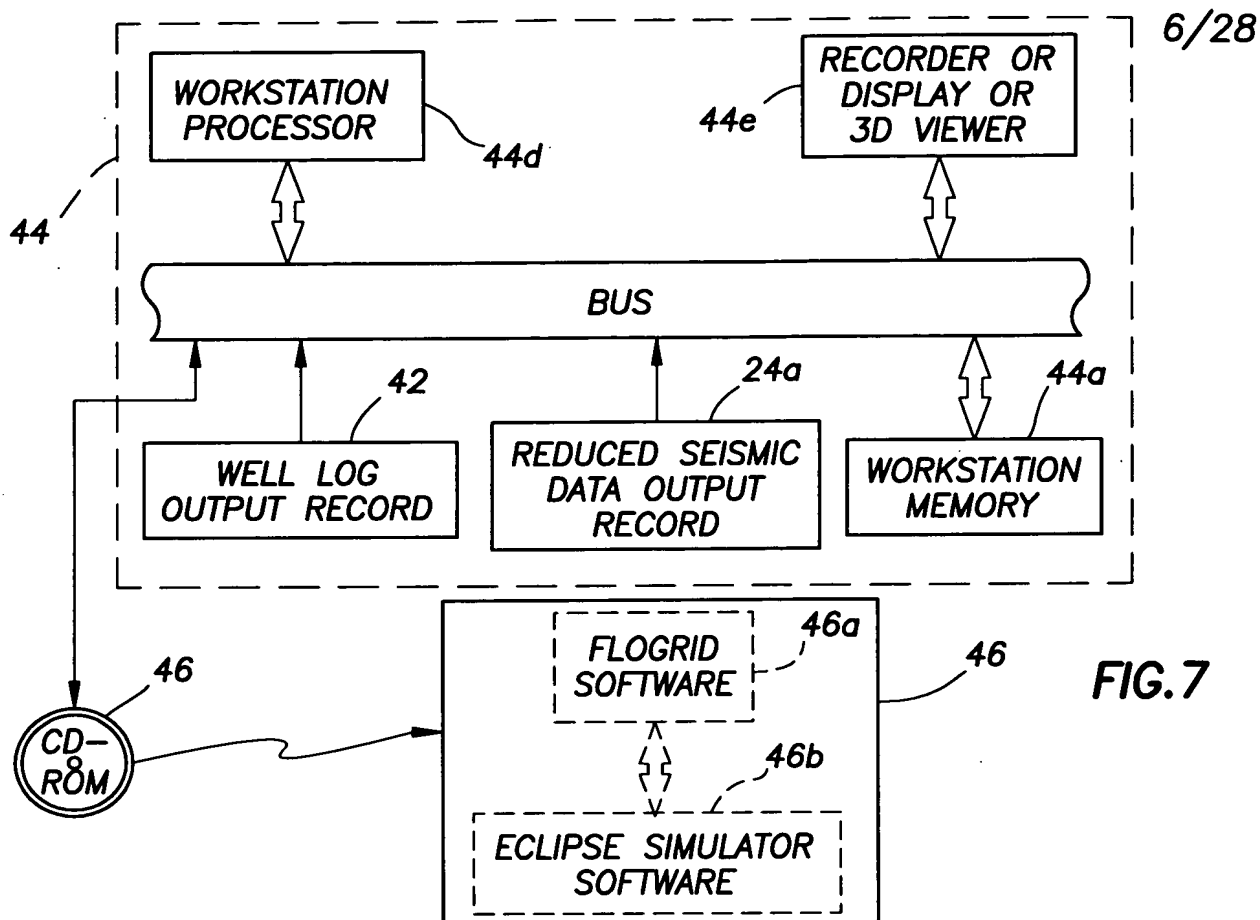 6/28
WORKSTATION
PROCESSOR
44d
RECORDER OR
DISPLAY OR
3D VIEWER
44e
44
BUS
42
WELL LOG
OUTPUT RECORD
24a
REDUCED SEISMIC
DATA OUTPUT
RECORD
44a
WORKSTATION
MEMORY
46
CD-
ROM
FLOGRID
SOFTWARE
46a
46
46b
ECLIPSE SIMULATOR
SOFTWARE
FIG.7